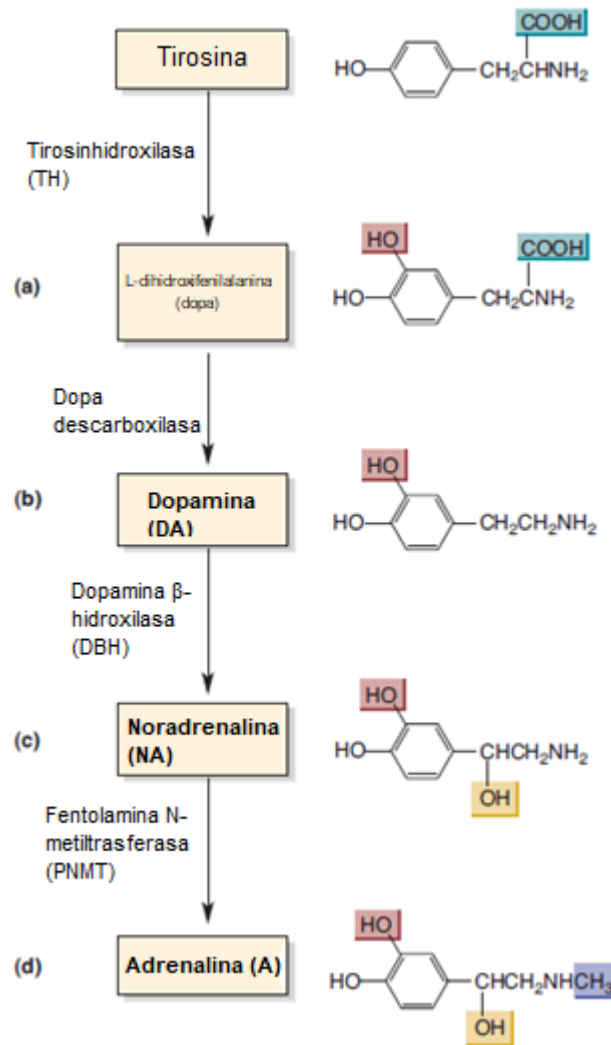 Tirosina
COOH
HO
CH₂CHNH₂
Tirosinhidroxilasa
(TH)
(a)
L-dihidroxifenilalanina
(dopa)
HO
COOH
HO
CH₂CNH₂
Dopa
descarboxilasa
(b)
Dopamina
(DA)
HO
HO
CH₂CH₂NH₂
Dopamina β-
hidroxilasa
(DBH)
(c)
Noradrenalina
(NA)
HO
HO
CHCH₂NH₂
OH
Fentolamina N-
metiltrasferasa
(PNMT)
(d)
Adrenalina (A)
HO
HO
CHCH₂NHCH₃
OH